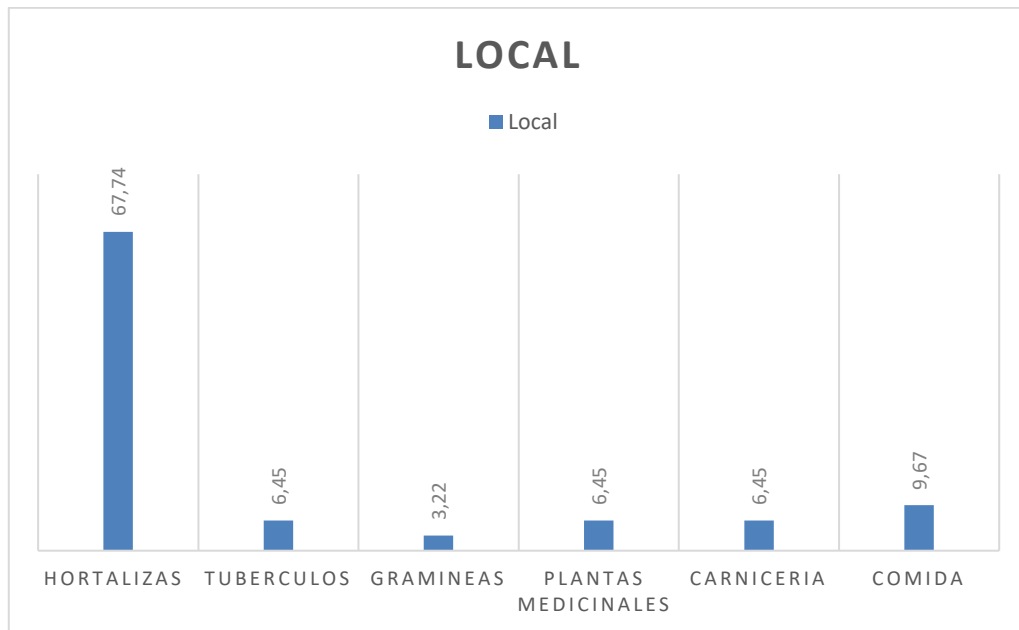 LOCAL
Local
67,74
6,45
3,22
6,45
6,45
9,67
HORTALIZAS
TUBERCULOS
GRAMINEAS
PLANTAS
MEDICINALES
CARNICERIA
COMIDA